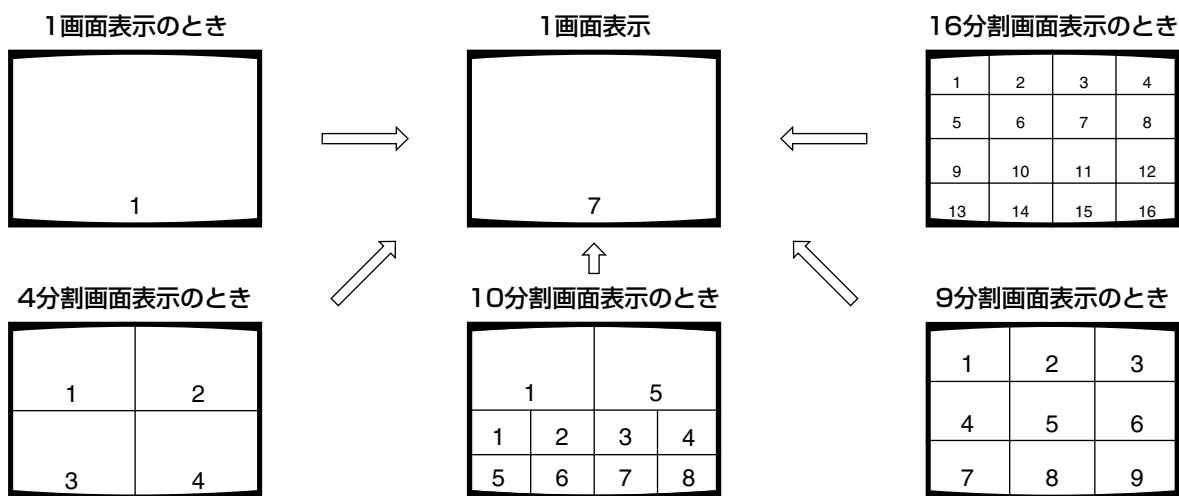 1画面表示のとき
1画面表示
16分割画面表示のとき
1
7
1 2 3 4
5 6 7 8
9 10 11 12
13 14 15 16
4分割画面表示のとき
10分割画面表示のとき
9分割画面表示のとき
1 2
3 4
1 5
1 2 3 4
5 6 7 8
1 2 3
4 5 6
7 8 9